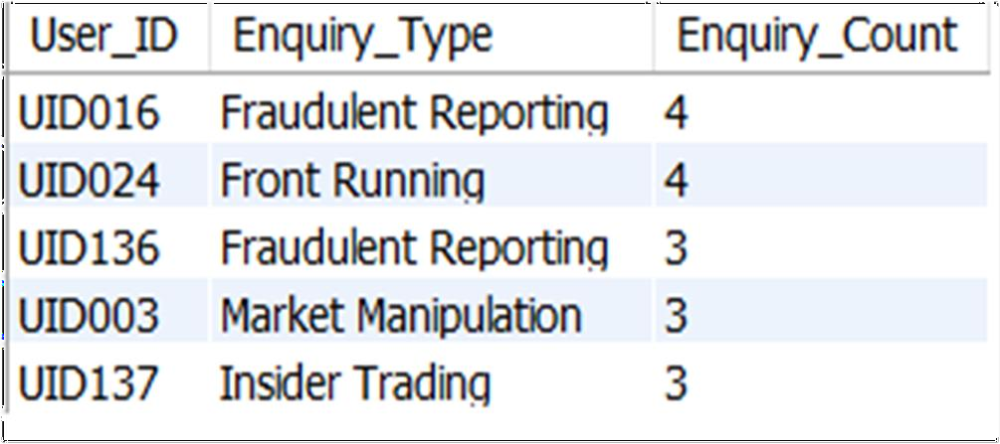 User_ID Enquiry_Type Enquiry_Count
UID016 Fraudulent Reporting 4
UID024 Front Running 4
UID136 Fraudulent Reporting 3
UID003 Market Manipulation 3
UID137 Insider Trading 3